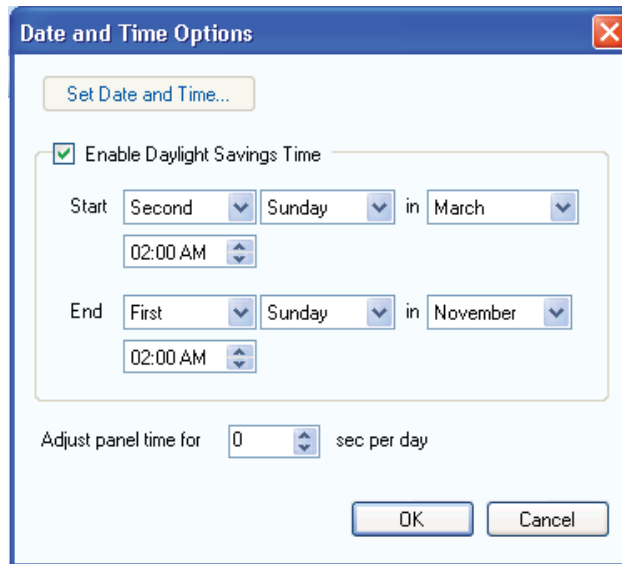 Date and Time Options
Set Date and Time...
Enable Daylight Savings Time
Start Second Sunday in March
02:00 AM
End First Sunday in November
02:00 AM
Adjust panel time for 0 sec per day
OK Cancel